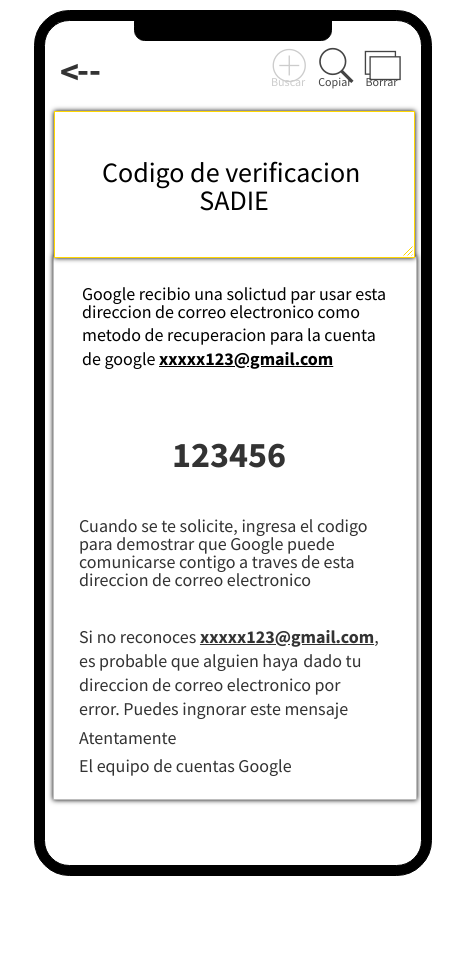 <--
Buscar Copiar Borrar
Codigo de verificacion
SADIE
Google recibio una solictud par usar esta
direccion de correo electronico como
metodo de recuperacion para la cuenta
de google xxxxx123@gmail.com
123456
Cuando se te solicite, ingresa el codigo
para demostrar que Google puede
comunicarse contigo a traves de esta
direccion de correo electronico
Si no reconoces xxxxx123@gmail.com,
es probable que alguien haya dado tu
direccion de correo electronico por
error. Puedes ingnorar este mensaje
Atentamente
El equipo de cuentas Google